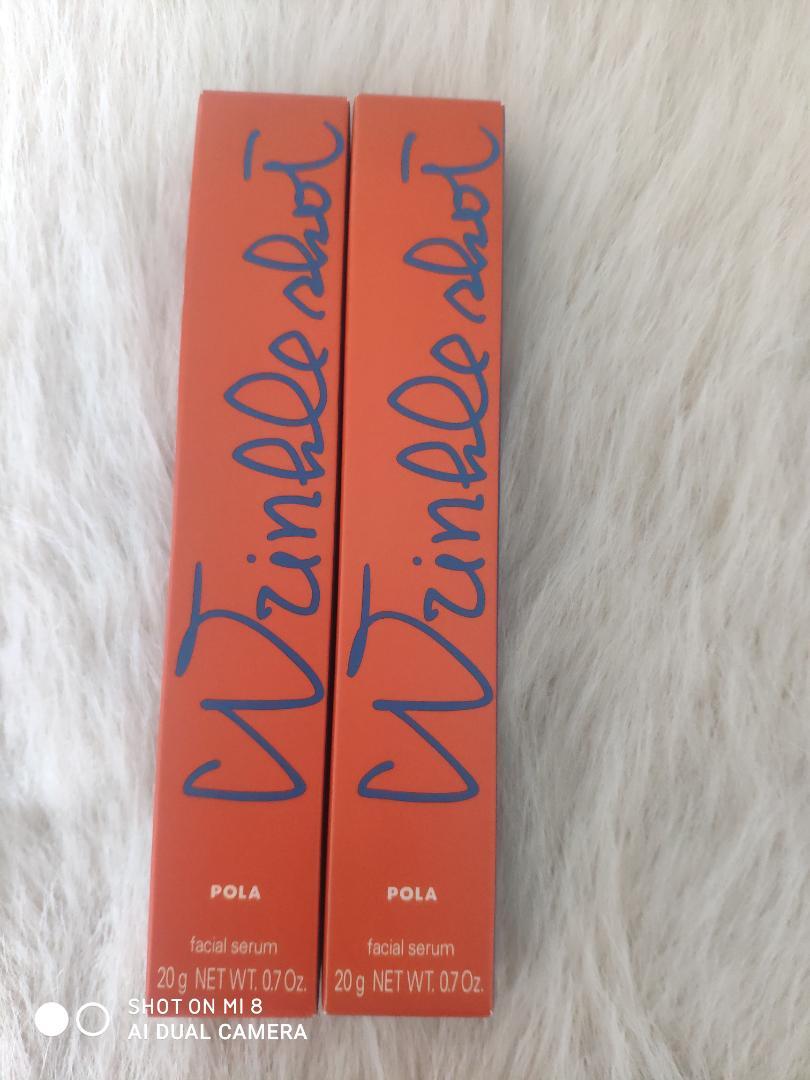 Wrinkle shot
POLA
facial serum
20 g NET WT. 0.7 Oz.
Wrinkle shot
POLA
facial serum
20 g NET WT. 0.7 Oz.
SHOT ON MI 8
AI DUAL CAMERA